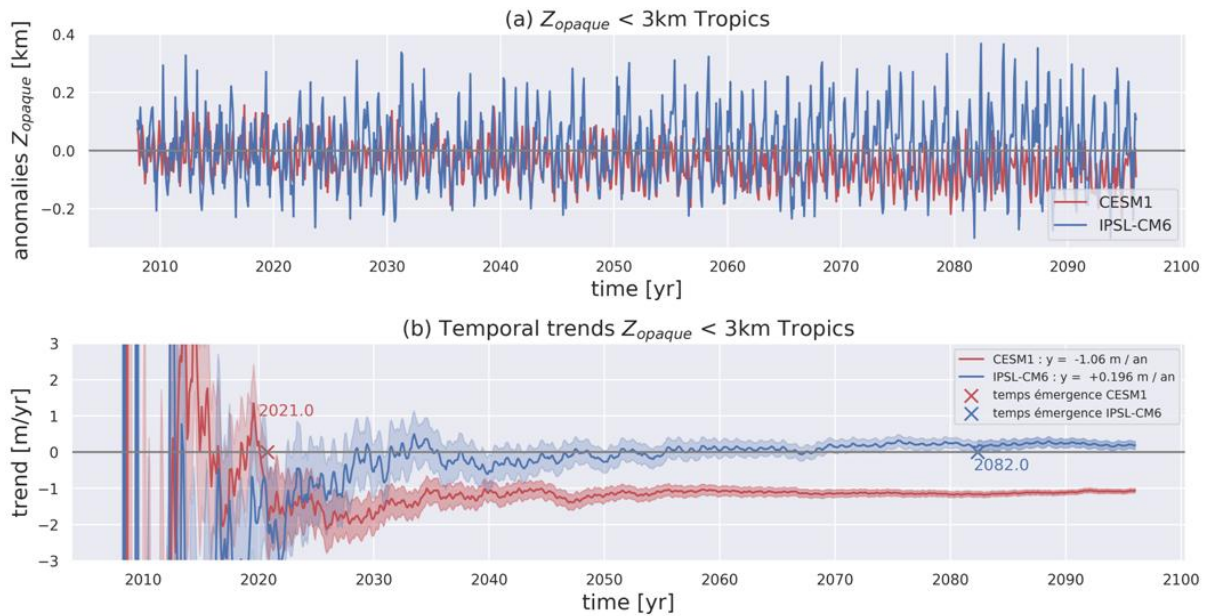 (a) Z_opaque < 3km Tropics
anomalies Z_opaque [km]
0.4
0.2
0.0
−0.2
2010 2020 2030 2040 2050 2060 2070 2080 2090 2100
time [yr]
CESM1
IPSL-CM6
(b) Temporal trends Z_opaque < 3km Tropics
trend [m/yr]
3
2
1
0
−1
−2
−3
2010 2020 2030 2040 2050 2060 2070 2080 2090 2100
time [yr]
CESM1 : y = -1.06 m / an
IPSL-CM6 : y = +0.196 m / an
temps émergence CESM1
temps émergence IPSL-CM6
2021.0
2082.0